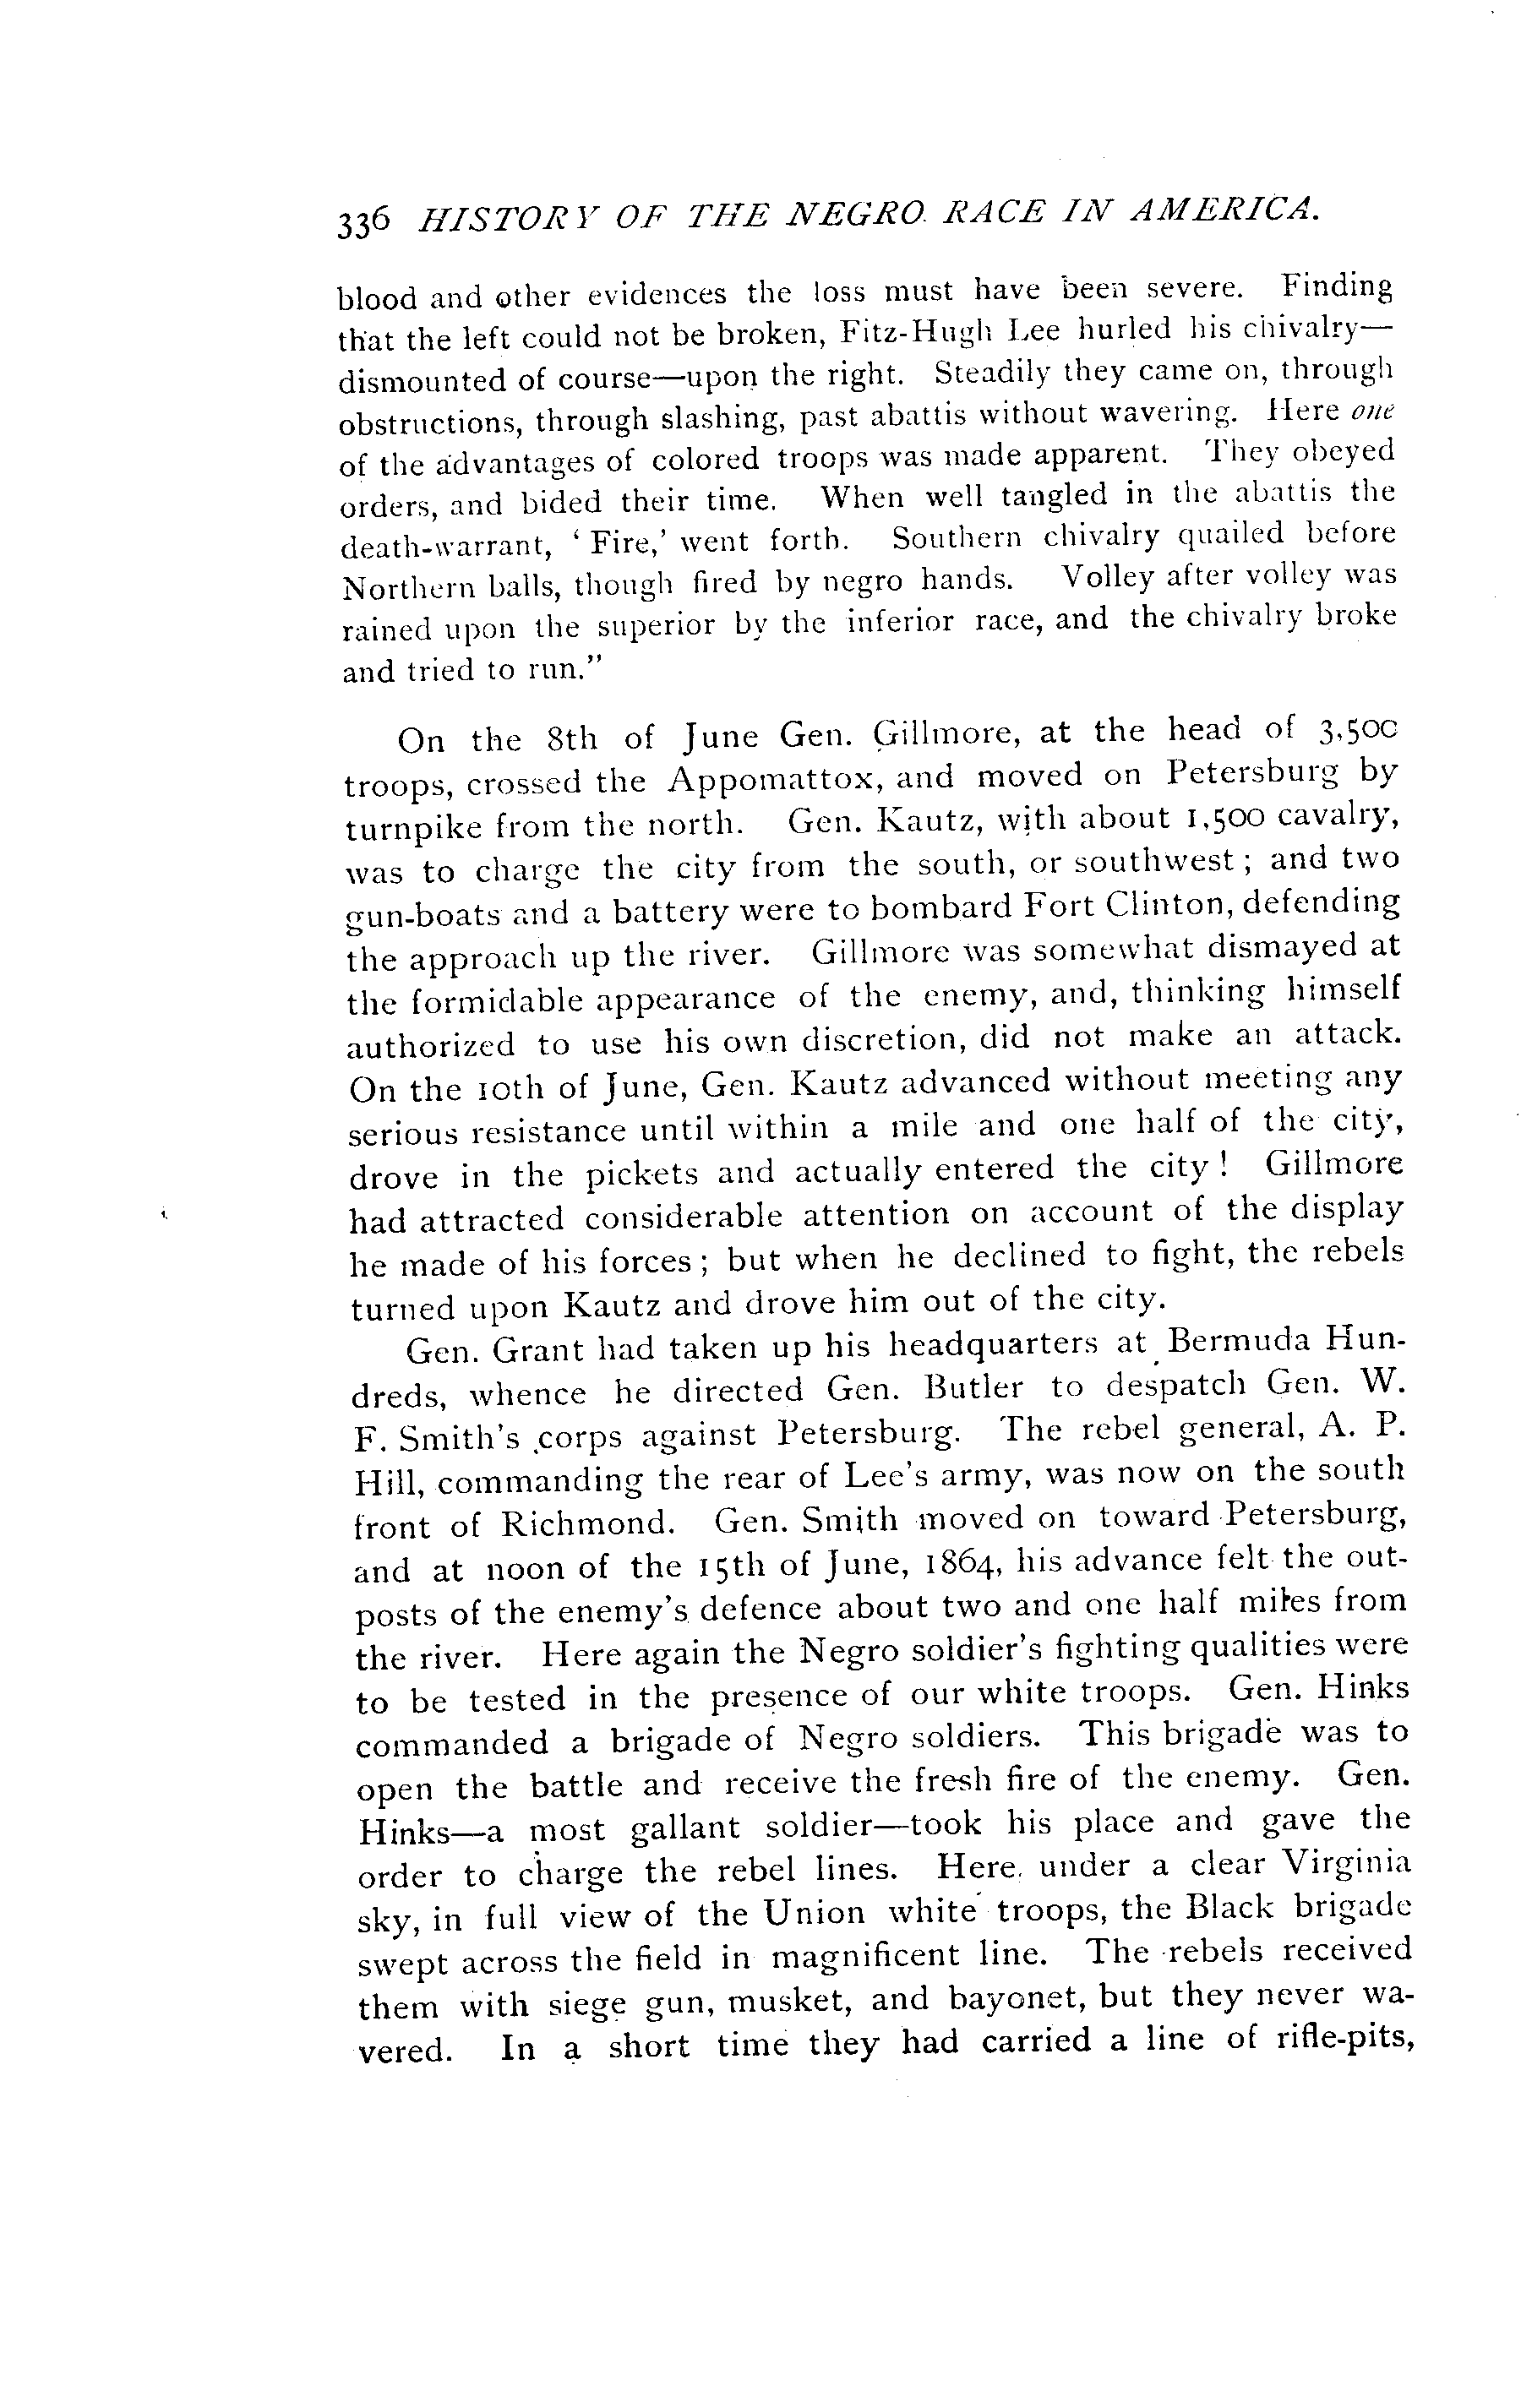 336 HISTORY OF THE NEGRO RACE IN AMERICA.
blood and other evidences the loss must have been severe. Finding
that the left could not be broken, Fitz-Hugh Lee hurled his chivalry—
dismounted of course—upon the right. Steadily they came on, through
obstructions, through slashing, past abattis without wavering. Here one
of the advantages of colored troops was made apparent. They obeyed
orders, and bided their time. When well tangled in the abattis the
death-warrant, ‘Fire,’ went forth. Southern chivalry quailed before
Northern balls, though fired by negro hands. Volley after volley was
rained upon the superior by the inferior race, and the chivalry broke
and tried to run.”
On the 8th of June Gen. Gillmore, at the head of 3,500
troops, crossed the Appomattox, and moved on Petersburg by
turnpike from the north. Gen. Kautz, with about 1,500 cavalry,
was to charge the city from the south, or southwest; and two
gun-boats and a battery were to bombard Fort Clinton, defending
the approach up the river. Gillmore was somewhat dismayed at
the formidable appearance of the enemy, and, thinking himself
authorized to use his own discretion, did not make an attack.
On the 10th of June, Gen. Kautz advanced without meeting any
serious resistance until within a mile and one half of the city,
drove in the pickets and actually entered the city! Gillmore
had attracted considerable attention on account of the display
he made of his forces; but when he declined to fight, the rebels
turned upon Kautz and drove him out of the city.
Gen. Grant had taken up his headquarters at Bermuda Hun-
dreds, whence he directed Gen. Butler to despatch Gen. W.
F. Smith's corps against Petersburg. The rebel general, A. P.
Hill, commanding the rear of Lee's army, was now on the south
front of Richmond. Gen. Smith moved on toward Petersburg,
and at noon of the 15th of June, 1864, his advance felt the out-
posts of the enemy's defence about two and one half miles from
the river. Here again the Negro soldier's fighting qualities were
to be tested in the presence of our white troops. Gen. Hinks
commanded a brigade of Negro soldiers. This brigade was to
open the battle and receive the fresh fire of the enemy. Gen.
Hinks—a most gallant soldier—took his place and gave the
order to charge the rebel lines. Here, under a clear Virginia
sky, in full view of the Union white troops, the Black brigade
swept across the field in magnificent line. The rebels received
them with siege gun, musket, and bayonet, but they never wa-
vered. In a short time they had carried a line of rifle-pits,